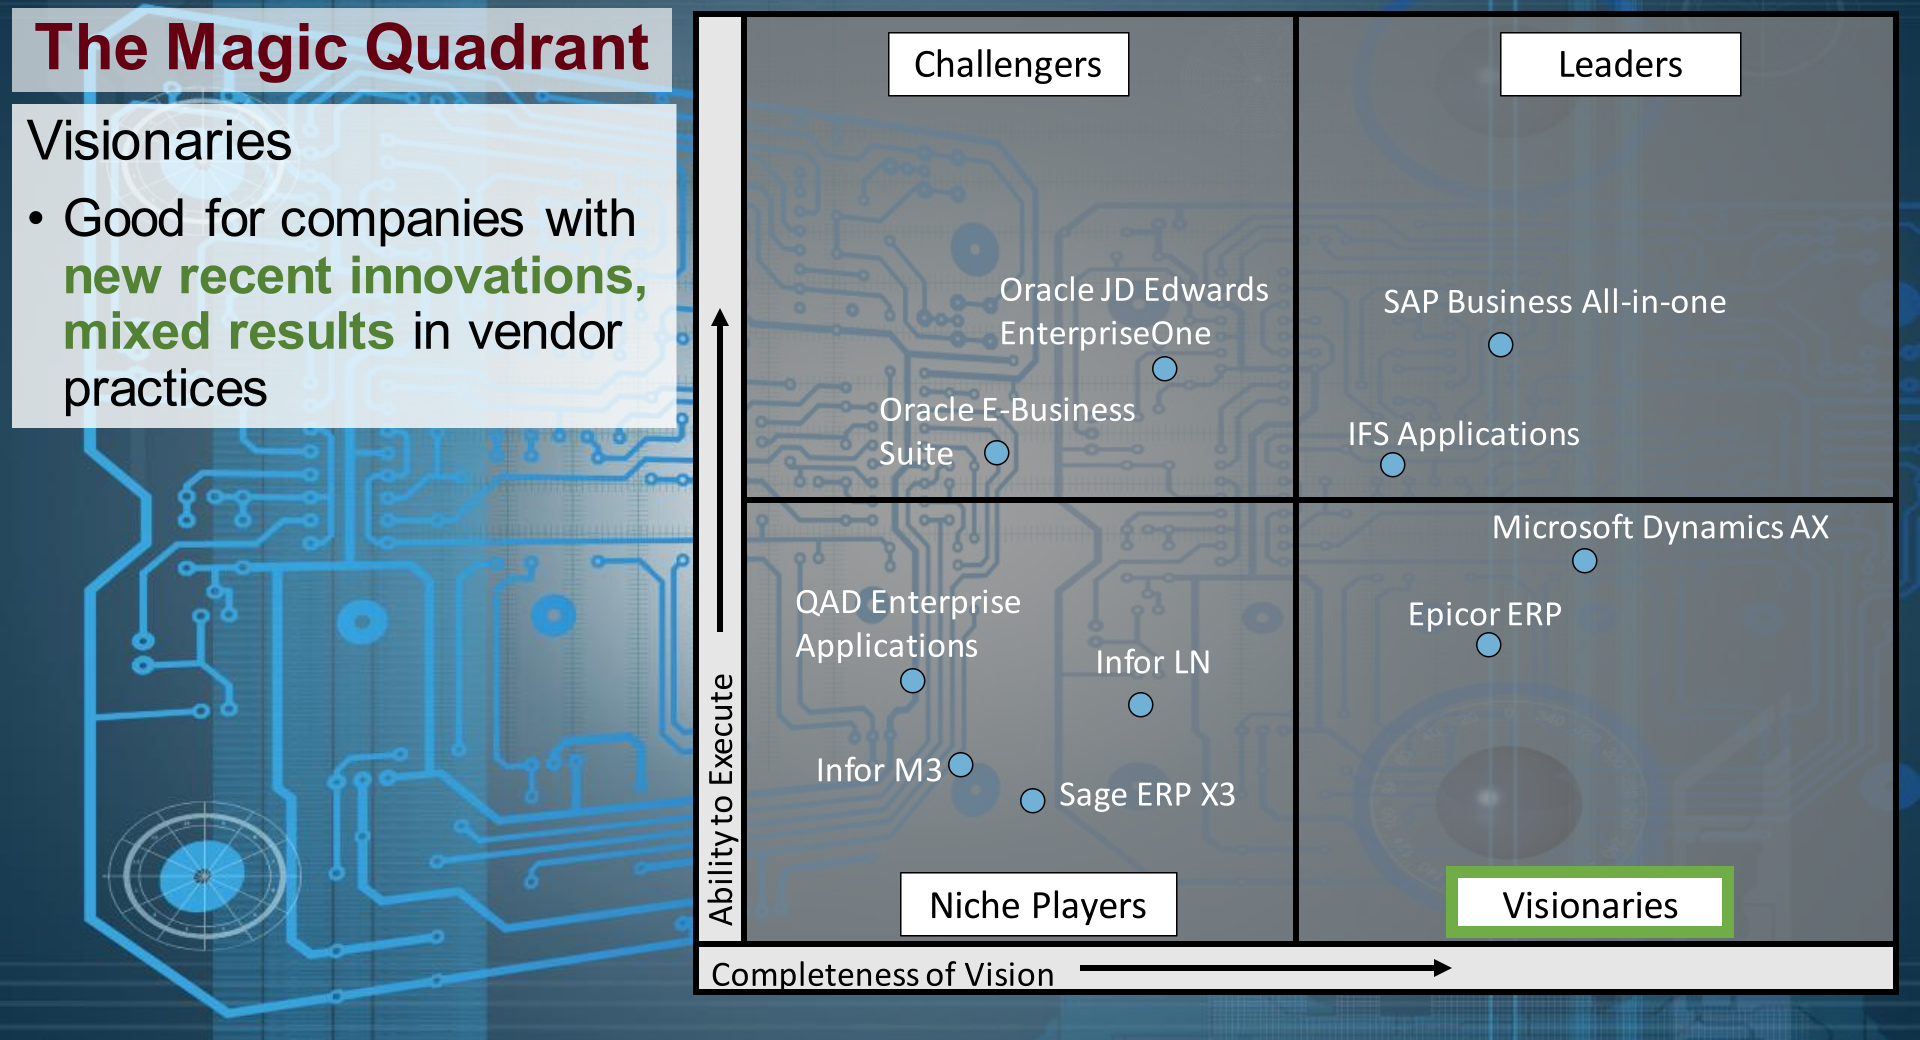 The Magic Quadrant
Visionaries
• Good for companies with
new recent innovations,
mixed results in vendor
practices
Challengers
Leaders
Oracle JD Edwards
EnterpriseOne
SAP Business All-in-one
Oracle E-Business
Suite
IFS Applications
Microsoft Dynamics AX
QAD Enterprise
Applications
Epicor ERP
Infor LN
Infor M3
Sage ERP X3
Niche Players
Visionaries
Ability to Execute
Completeness of Vision